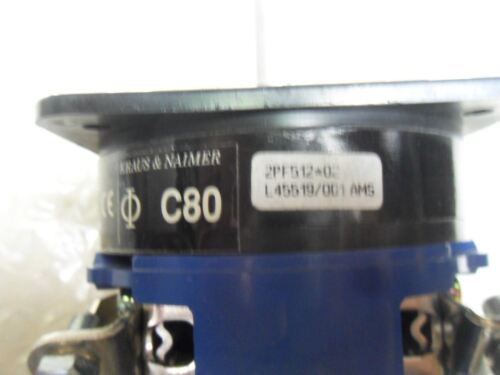 KRAUS & NAIMER
CE
C80
2PF512*02
L45519/001 AMS